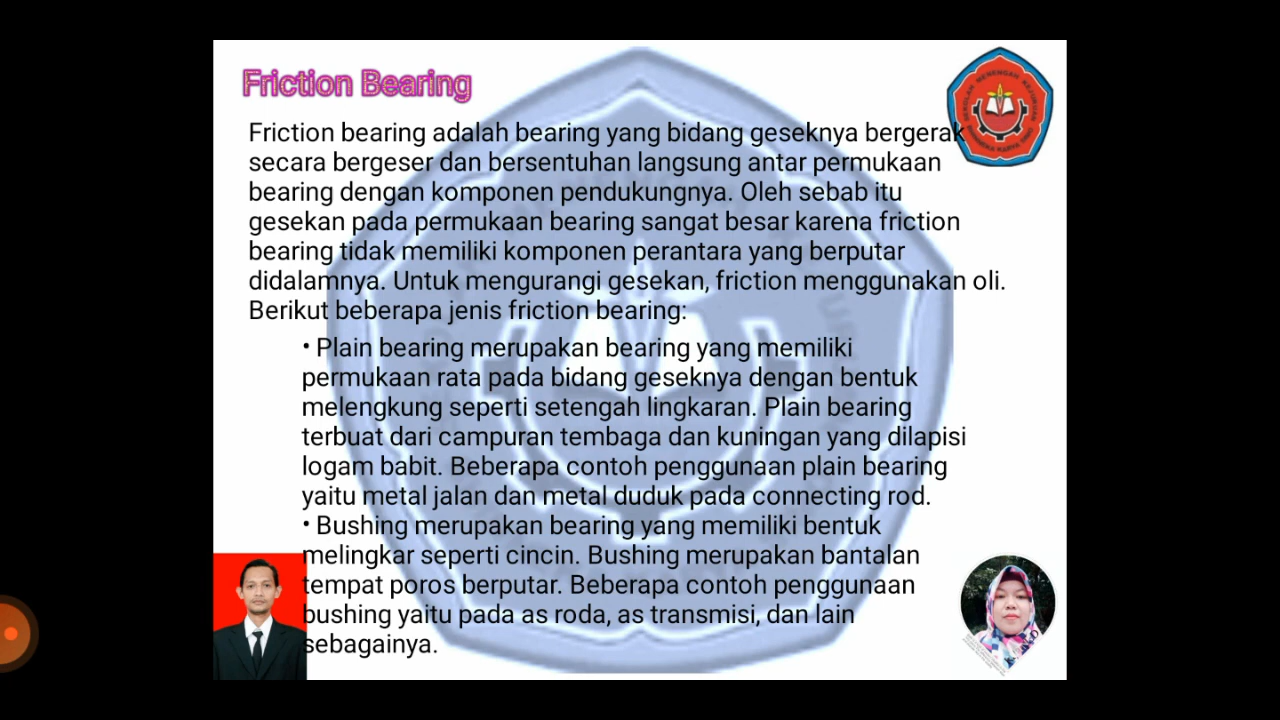 Friction Bearing
Friction bearing adalah bearing yang bidang geseknya bergerak
secara bergeser dan bersentuhan langsung antar permukaan
bearing dengan komponen pendukungnya. Oleh sebab itu
gesekan pada permukaan bearing sangat besar karena friction
bearing tidak memiliki komponen perantara yang berputar
didalamnya. Untuk mengurangi gesekan, friction menggunakan oli.
Berikut beberapa jenis friction bearing:
• Plain bearing merupakan bearing yang memiliki
permukaan rata pada bidang geseknya dengan bentuk
melengkung seperti setengah lingkaran. Plain bearing
terbuat dari campuran tembaga dan kuningan yang dilapisi
logam babit. Beberapa contoh penggunaan plain bearing
yaitu metal jalan dan metal duduk pada connecting rod.
• Bushing merupakan bearing yang memiliki bentuk
melingkar seperti cincin. Bushing merupakan bantalan
tempat poros berputar. Beberapa contoh penggunaan
bushing yaitu pada as roda, as transmisi, dan lain
sebagainya.